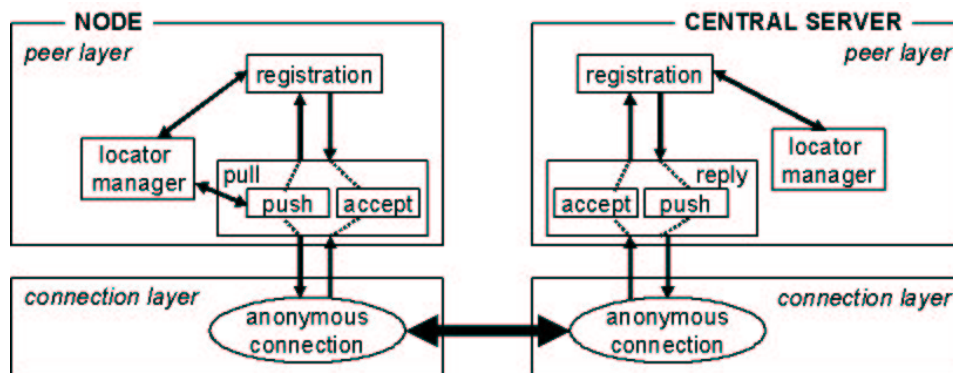 NODE
peer layer
registration
locator
manager
pull
push
accept
connection layer
anonymous
connection
CENTRAL SERVER
peer layer
registration
locator
manager
reply
accept
push
connection layer
anonymous
connection